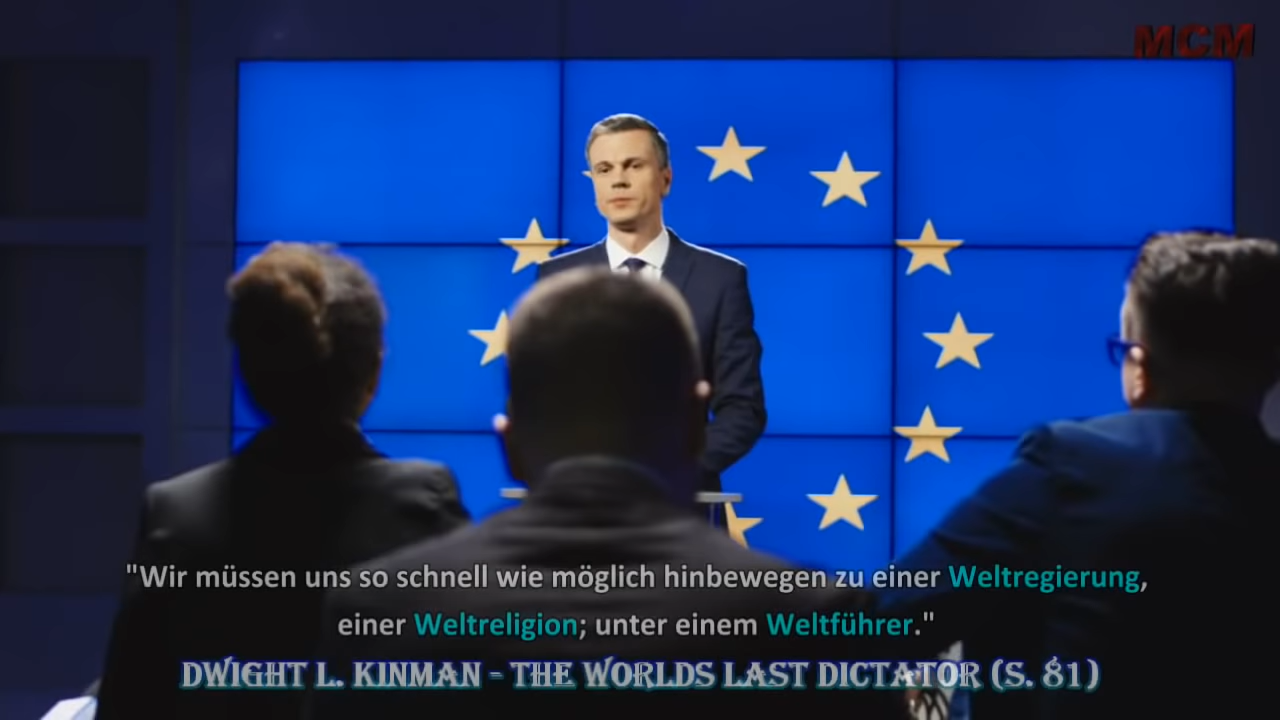 MCM
"Wir müssen uns so schnell wie möglich hinbewegen zu einer Weltregierung,
einer Weltreligion; unter einem Weltführer."
DWIGHT L. KINMAN - THE WORLDS LAST DICTATOR (S. 81)